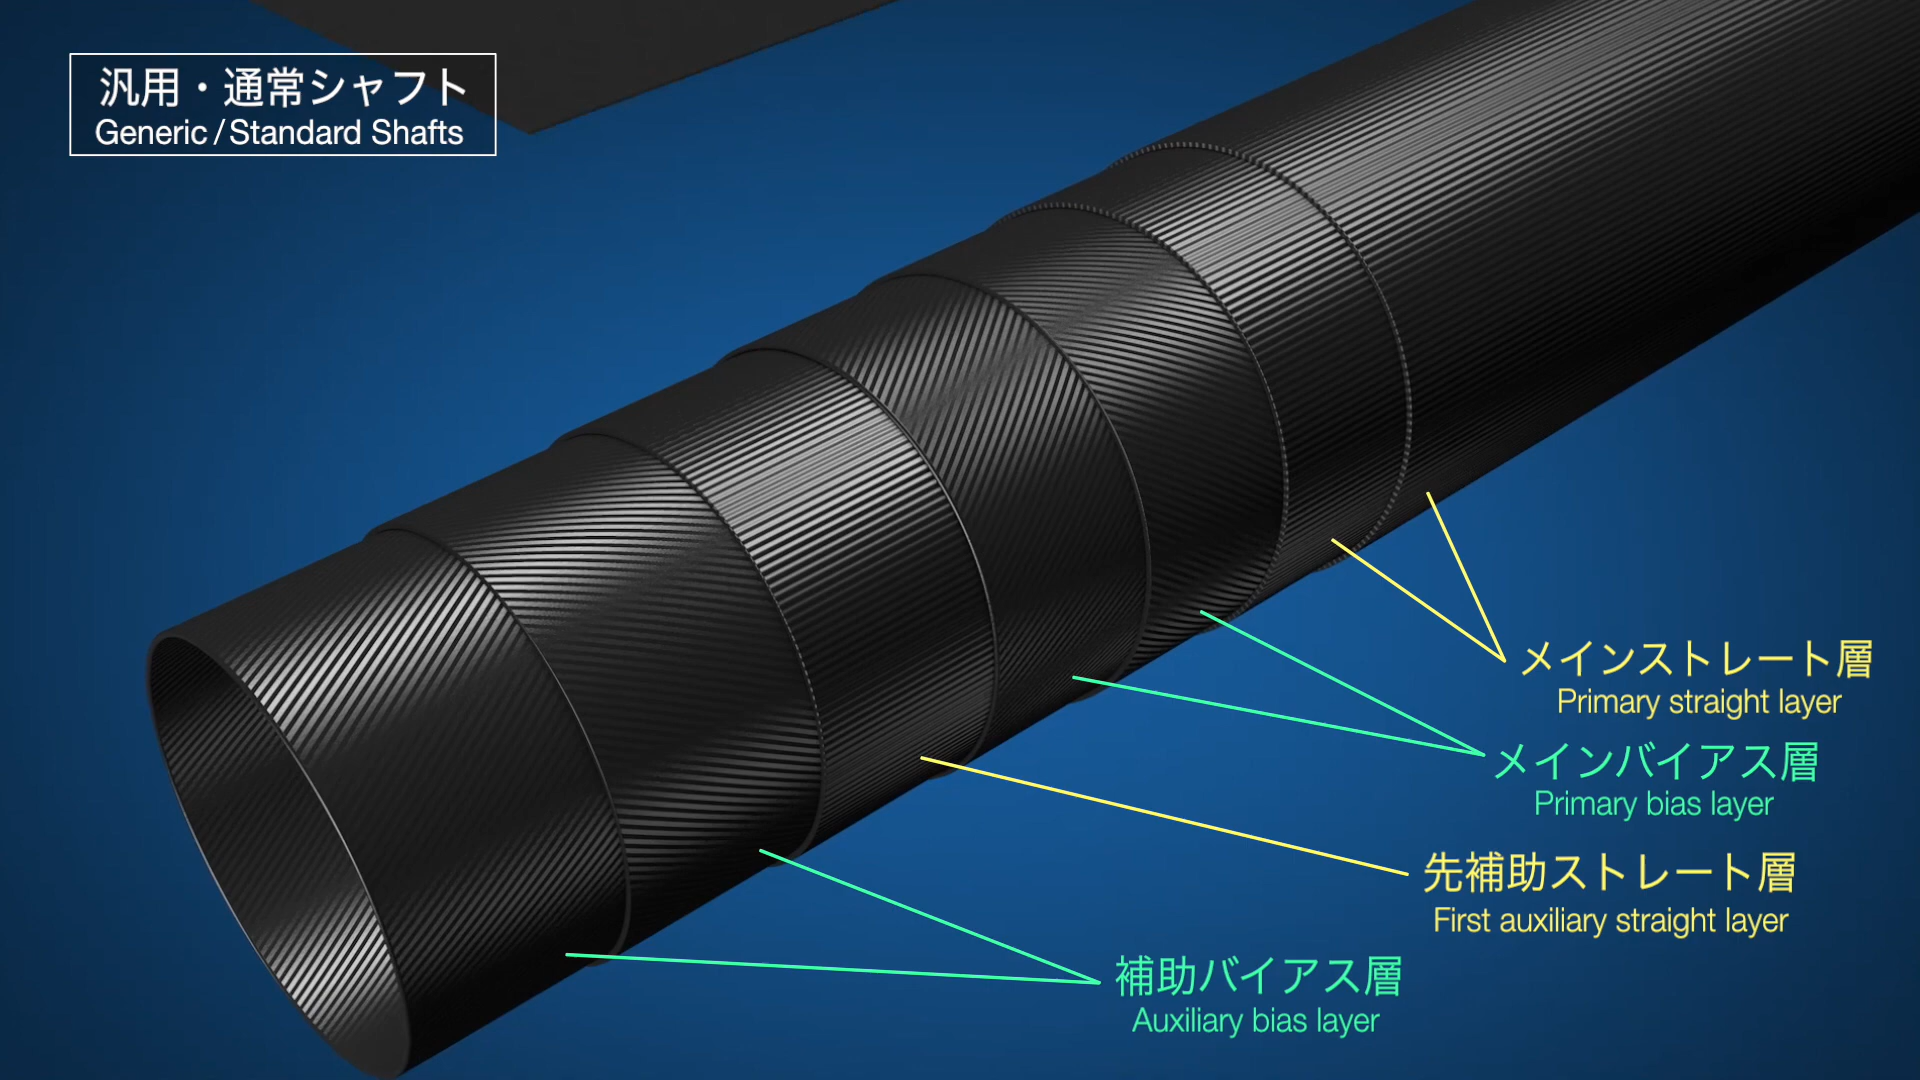 汎用・通常シャフト
Generic/Standard Shafts
メインストレート層
Primary straight layer
メインバイアス層
Primary bias layer
先補助ストレート層
First auxiliary straight layer
補助バイアス層
Auxiliary bias layer